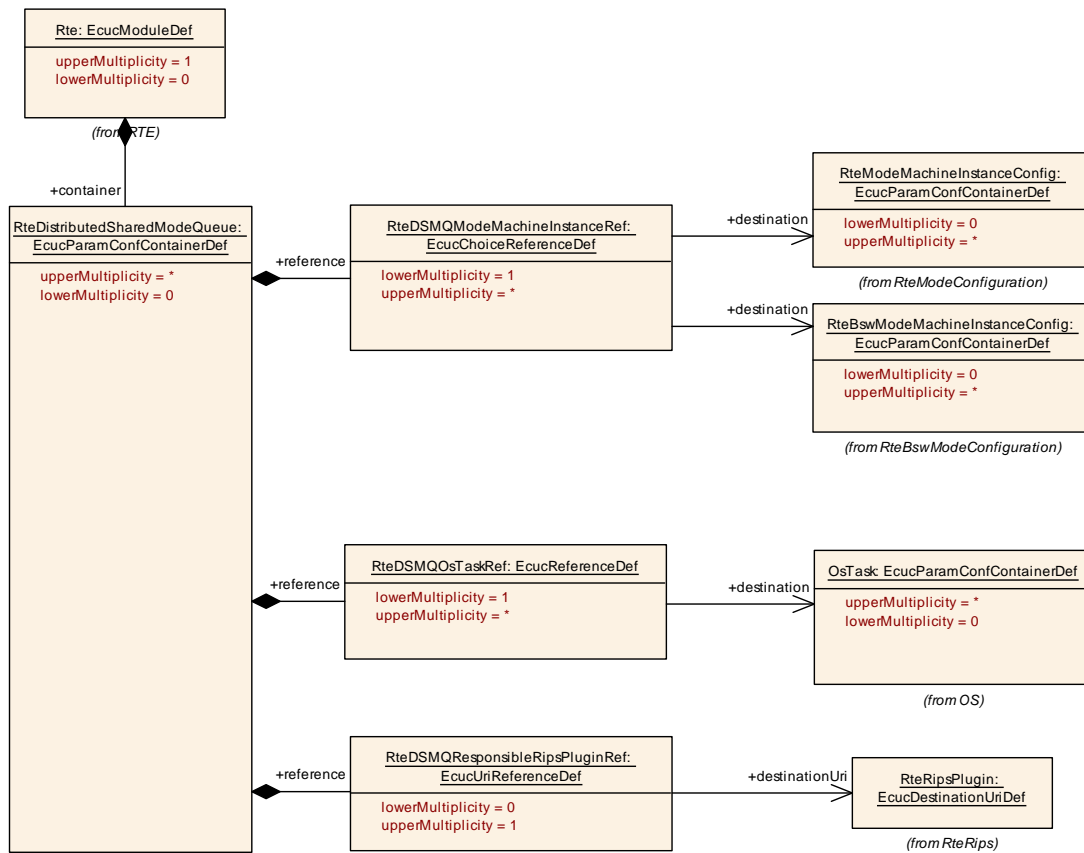 Rte: EcucModuleDef
upperMultiplicity = 1
lowerMultiplicity = 0
(from RTE)
+container
RteDistributedSharedModeQueue:
EcucParamConfContainerDef
upperMultiplicity = *
lowerMultiplicity = 0
+reference
RteDSMQModeMachineInstanceRef:
EcucChoiceReferenceDef
lowerMultiplicity = 1
upperMultiplicity = *
+destination
RteModeMachineInstanceConfig:
EcucParamConfContainerDef
lowerMultiplicity = 0
upperMultiplicity = *
(from RteModeConfiguration)
+destination
RteBswModeMachineInstanceConfig:
EcucParamConfContainerDef
lowerMultiplicity = 0
upperMultiplicity = *
(from RteBswModeConfiguration)
+reference
RteDSMQOsTaskRef: EcucReferenceDef
lowerMultiplicity = 1
upperMultiplicity = *
+destination
OsTask: EcucParamConfContainerDef
upperMultiplicity = *
lowerMultiplicity = 0
(from OS)
+reference
RteDSMQResponsibleRipsPluginRef:
EcucUriReferenceDef
lowerMultiplicity = 0
upperMultiplicity = 1
+destinationUri
RteRipsPlugin:
EcucDestinationUriDef
(from RteRips)